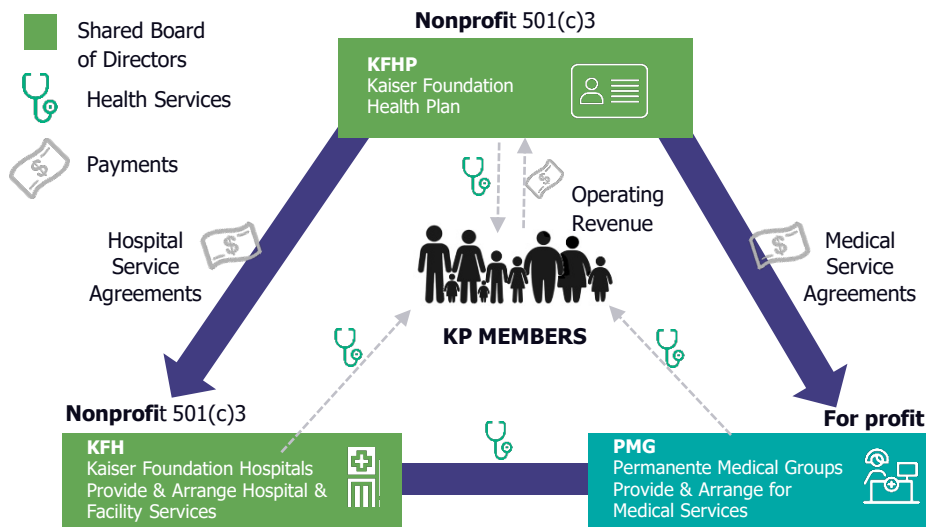 Nonprofit 501(c)3
Shared Board
of Directors
Health Services
Payments
KFHP
Kaiser Foundation
Health Plan
$
$
Operating
Revenue
Hospital
Service
Agreements
$
$
Medical
Service
Agreements
KP MEMBERS
Nonprofit 501(c)3
For profit
KFH
Kaiser Foundation Hospitals
Provide & Arrange Hospital &
Facility Services
PMG
Permanente Medical Groups
Provide & Arrange for
Medical Services